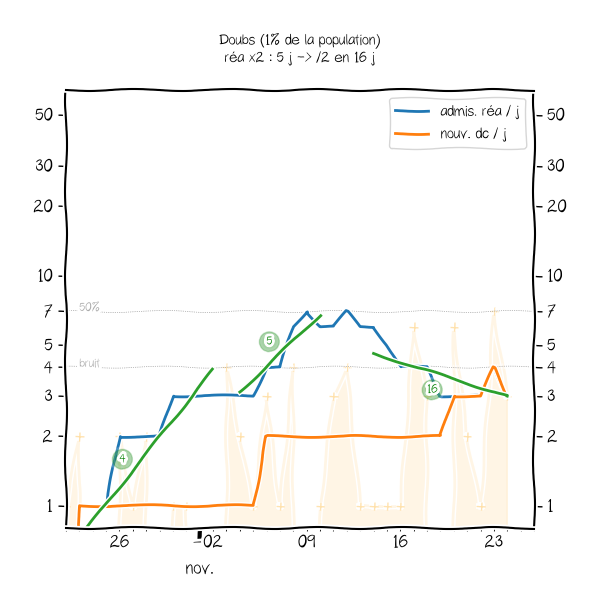 Doubs (1% de la population)
réa x2 : 5 j -> /2 en 16 j
admis. réa / j
nouv. dc / j
50 50
30 30
20 20
10 10
7 50% 7
5 5 5
4 bruit 4
3 16 3
2 2
4
1 1
26 02 09 16 23
nov.